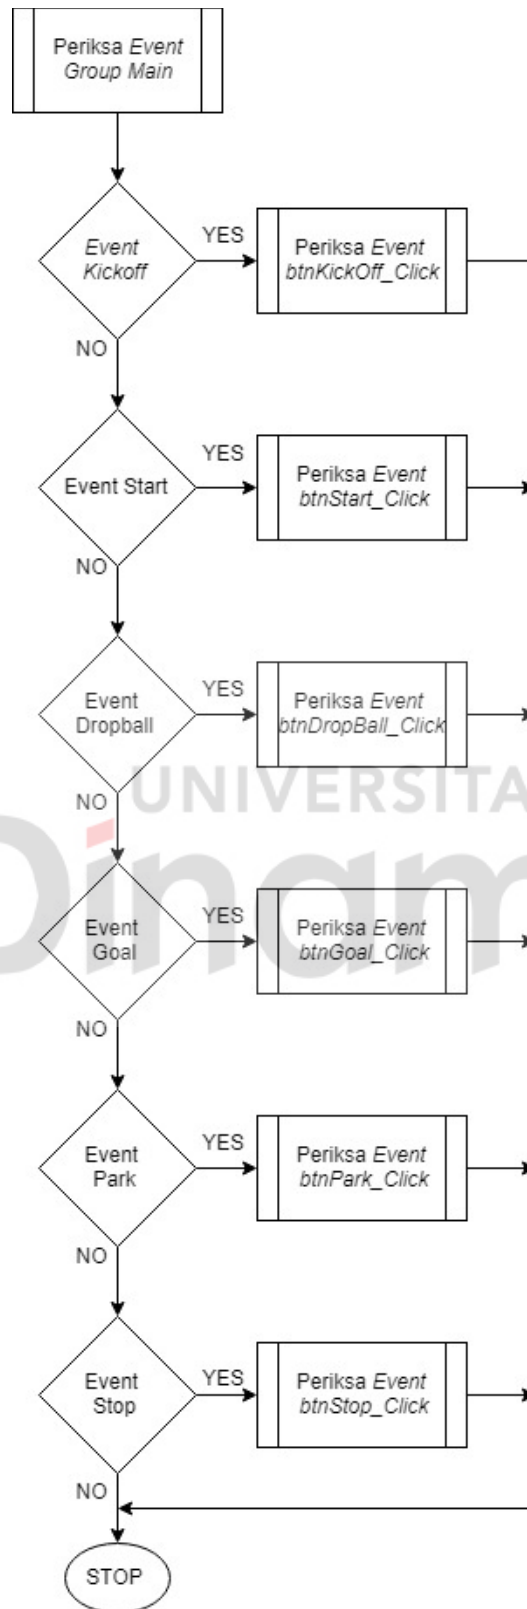 Periksa Event
Group Main
Event
Kickoff
YES
Periksa Event
btnKickOff_Click
NO
Event Start
YES
Periksa Event
btnStart_Click
NO
Event
Dropball
YES
Periksa Event
btnDropBall_Click
NO
UNIVERSITA
Dinam
Event
Goal
YES
Periksa Event
btnGoal_Click
NO
Event
Park
YES
Periksa Event
btnPark_Click
NO
Event
Stop
YES
Periksa Event
btnStop_Click
NO
STOP